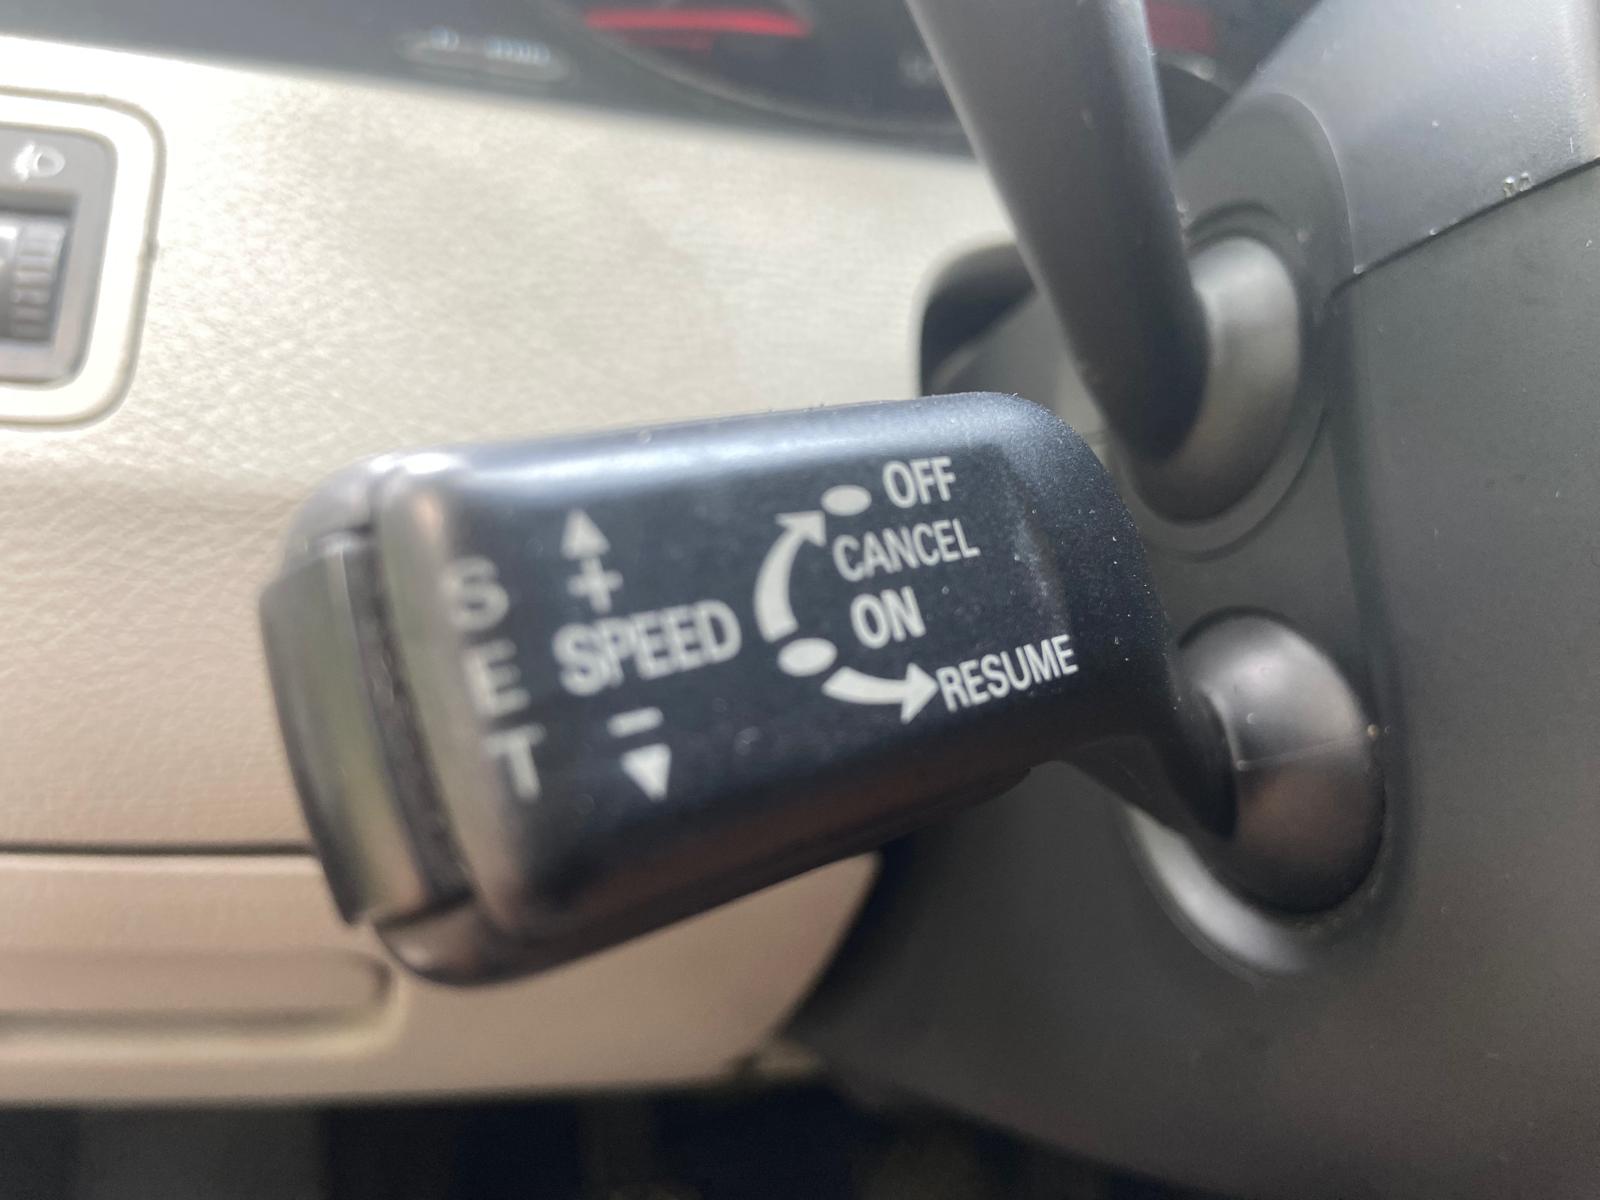 OFF
CANCEL
ON
RESUME
+
SPEED
-
SET